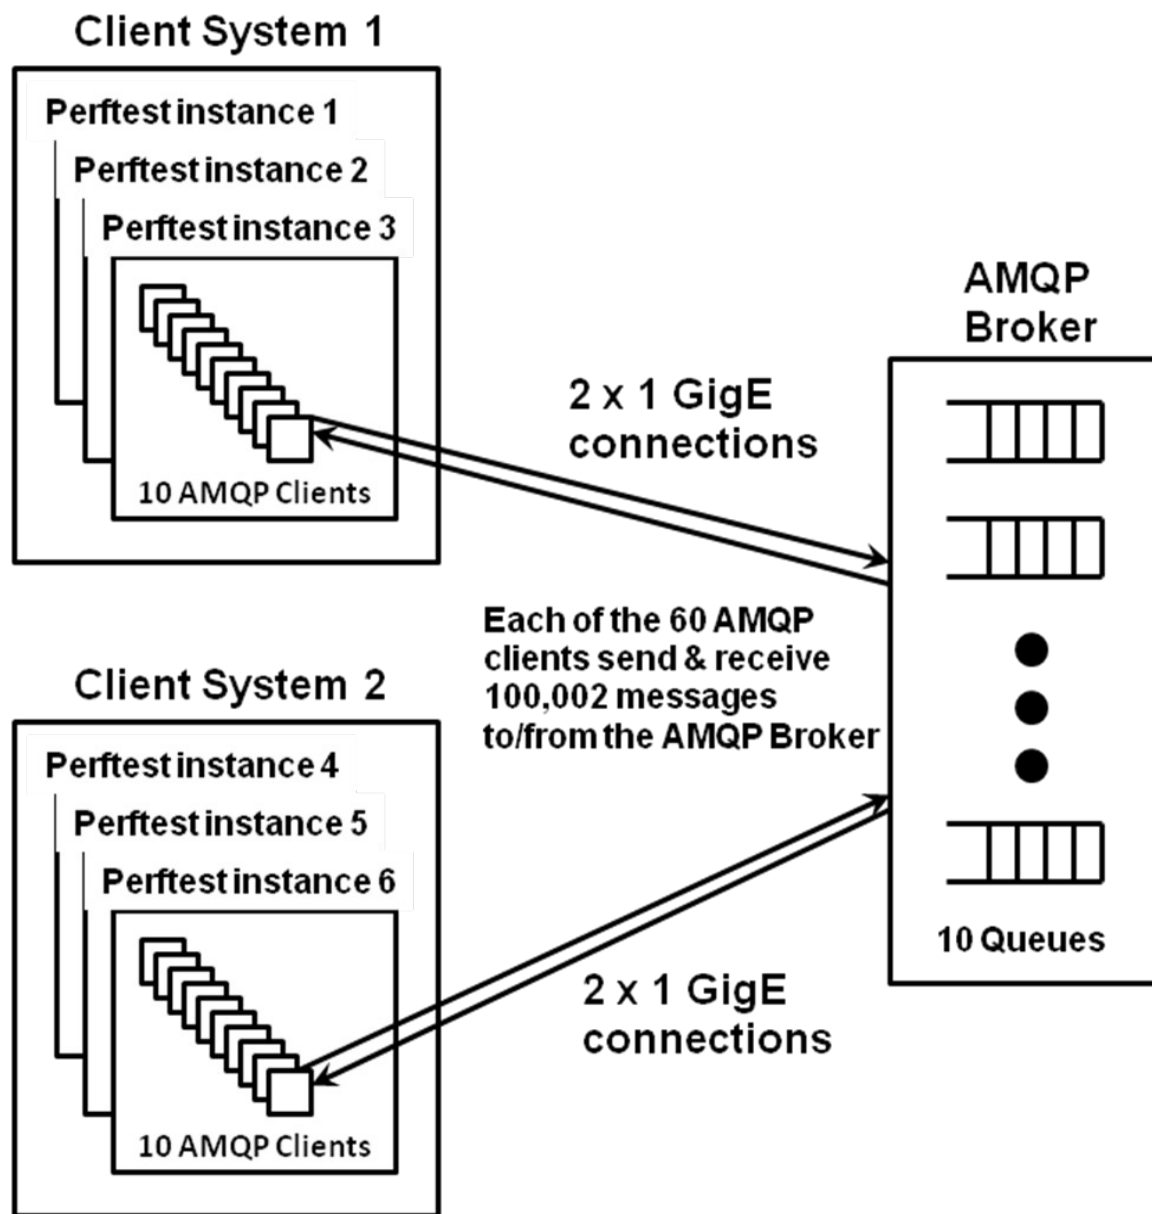 Client System 1
Perftest instance 1
Perftest instance 2
Perftest instance 3
10 AMQP Clients
2 x 1 GigE
connections
AMQP
Broker
Each of the 60 AMQP
clients send & receive
100,002 messages
to/from the AMQP Broker
10 Queues
Client System 2
Perftest instance 4
Perftest instance 5
Perftest instance 6
10 AMQP Clients
2 x 1 GigE
connections